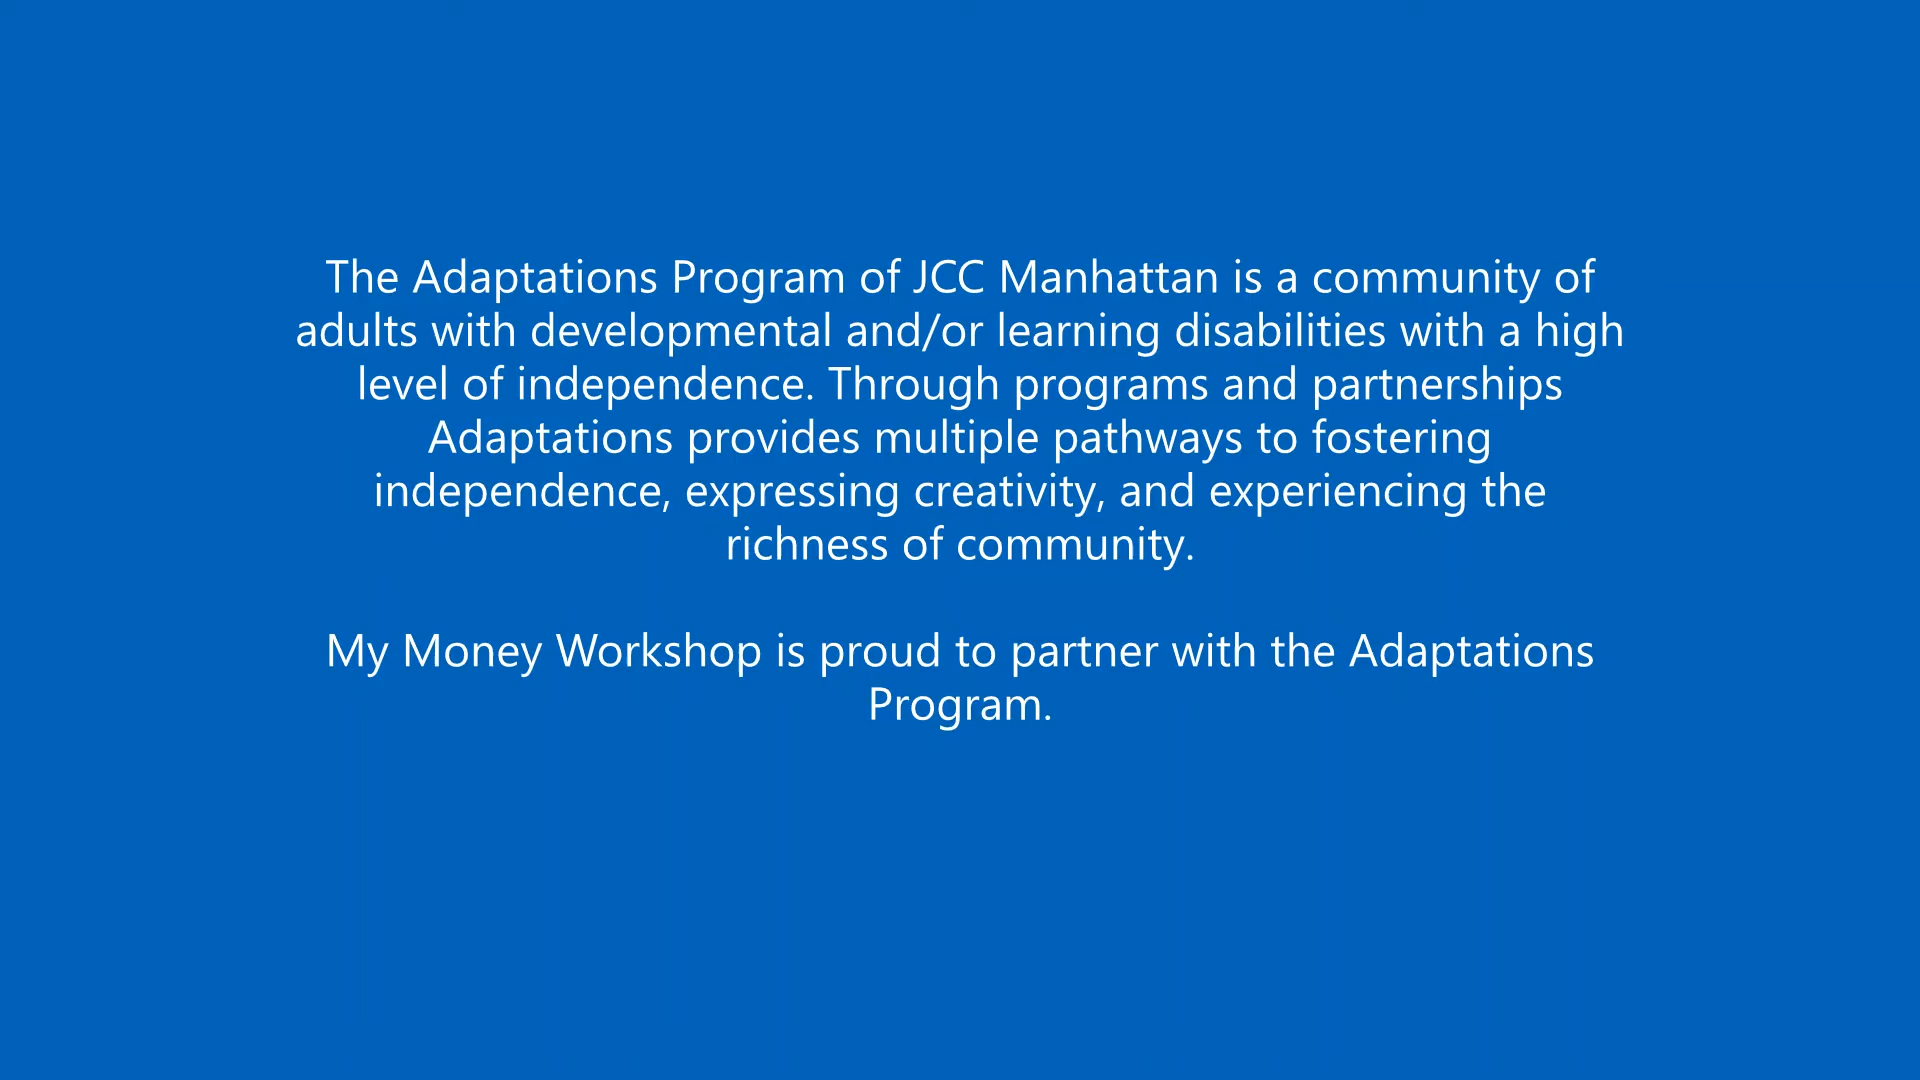 The Adaptations Program of JCC Manhattan is a community of
adults with developmental and/or learning disabilities with a high
level of independence. Through programs and partnerships
Adaptations provides multiple pathways to fostering
independence, expressing creativity, and experiencing the
richness of community.
My Money Workshop is proud to partner with the Adaptations
Program.